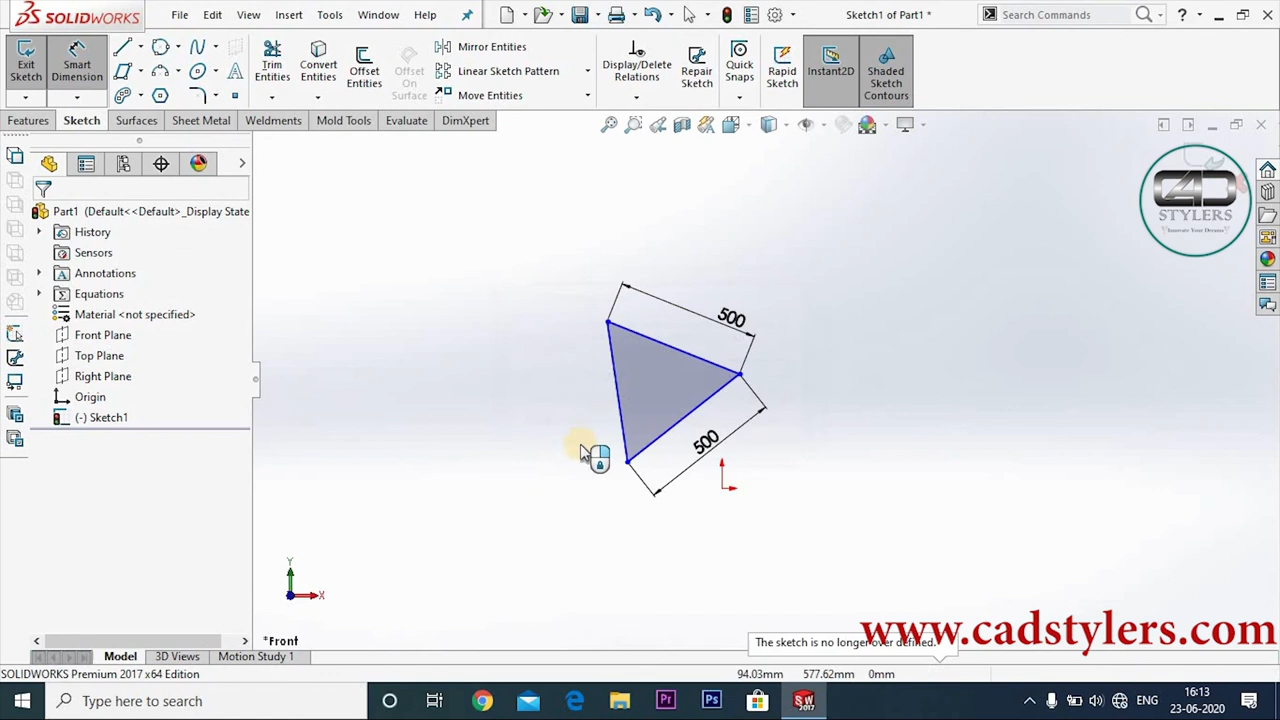 SOLIDWORKS
File
Edit
View
Insert
Tools
Window
Help
Sketch1 of Part1 *
Search Commands
Exit
Sketch
Smart
Dimension
Trim
Entities
Convert
Entities
Offset
Entities
Offset
On
Surface
Mirror Entities
Linear Sketch Pattern
Move Entities
Display/Delete
Relations
Repair
Sketch
Quick
Snaps
Rapid
Sketch
Instant2D
Shaded
Sketch
Contours
Features
Sketch
Surfaces
Sheet Metal
Weldments
Mold Tools
Evaluate
DimXpert
CAD
STYLERS
Innovate Your Dreams
Part1 (Default<<Default>_Display State
History
Sensors
Annotations
Equations
Material <not specified>
Front Plane
Top Plane
Right Plane
Origin
(-) Sketch1
500
500
Y
X
*Front
The sketch is no longer over defined.
www.cadstylers.com
Model
3D Views
Motion Study 1
SOLIDWORKS Premium 2017 x64 Edition
94.03mm
577.62mm
0mm
Type here to search
ENG
16:13
23-06-2020